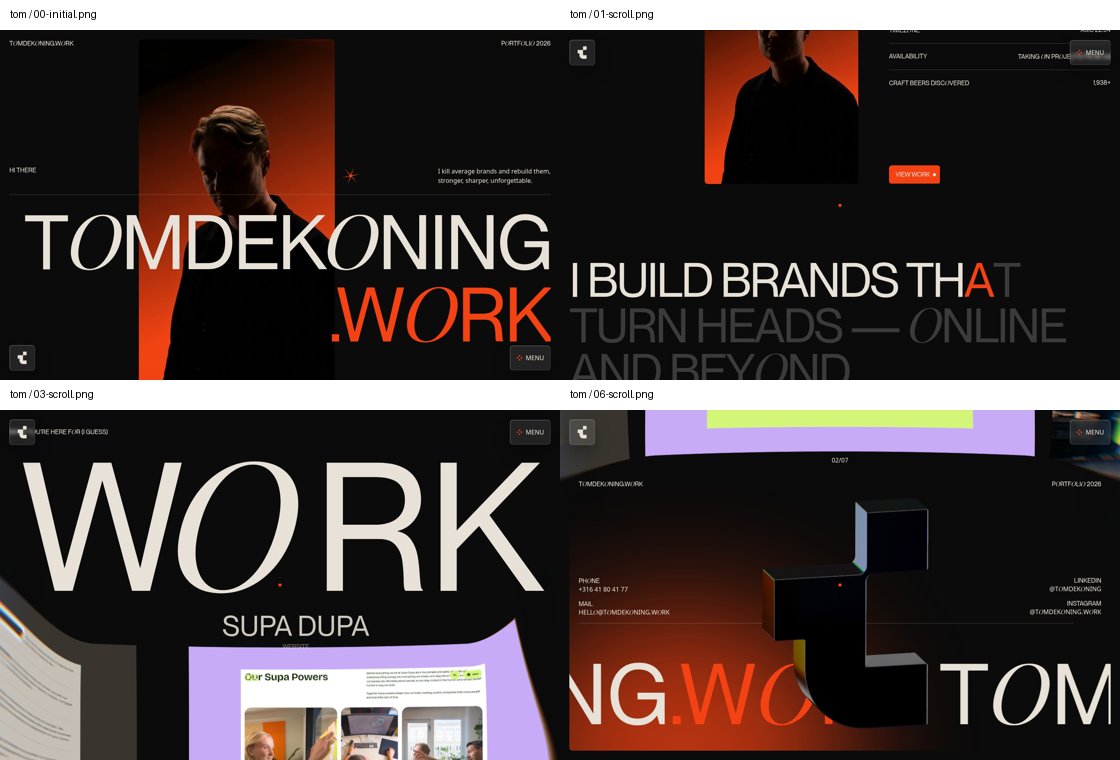 tom / 00-initial.png
TOMDEKONING.WORK
PORTFOLIO 2026
HI THERE
I kill average brands and rebuild them,
stronger, sharper, unforgettable.
TOMDEKONING
.WORK
MENU
tom / 01-scroll.png
AVAILABILITY
TAKING ON PROJE
MENU
CRAFT BEERS DISCOVERED
1,938+
VIEW WORK
I BUILD BRANDS THAT
TURN HEADS — ONLINE
AND BEYOND
tom / 03-scroll.png
U'RE HERE FOR (I GUESS)
MENU
WORK
SUPA DUPA
WEBSITE
Our Supa Powers
tom / 06-scroll.png
MENU
02/07
TOMDEKONING.WORK
PORTFOLIO 2026
PHONE
+316 41 80 41 77
MAIL
HELLO@TOMDEKONING.WORK
LINKEDIN
@TOMDEKONING
INSTAGRAM
@TOMDEKONING.WORK
NG.WO
TOM